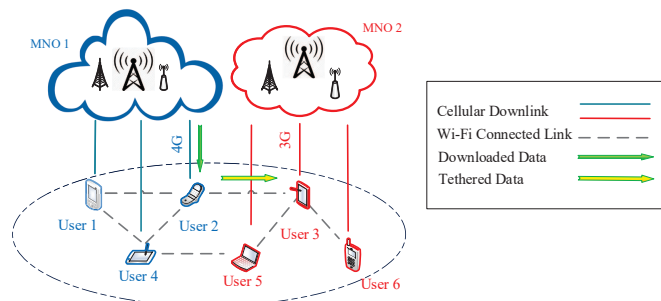 MNO 1
MNO 2
4G
3G
User 1
User 2
User 3
User 4
User 5
User 6
Cellular Downlink
Wi-Fi Connected Link
Downloaded Data
Tethered Data